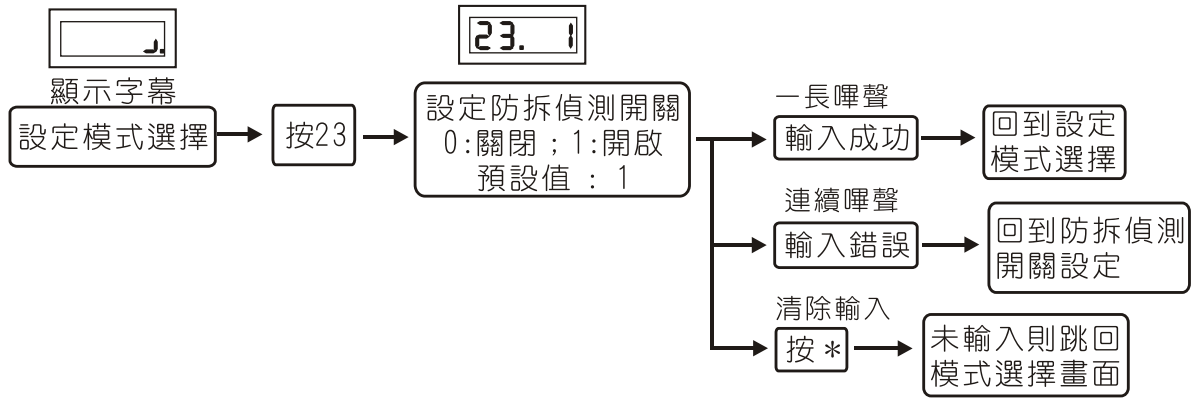 ┘.
23. 1
顯示字幕
設定模式選擇
按23
設定防拆偵測開關
0:關閉；1:開啟
預設值：1
一長嗶聲
輸入成功
回到設定
模式選擇
連續嗶聲
輸入錯誤
回到防拆偵測
開關設定
清除輸入
按＊
未輸入則跳回
模式選擇畫面